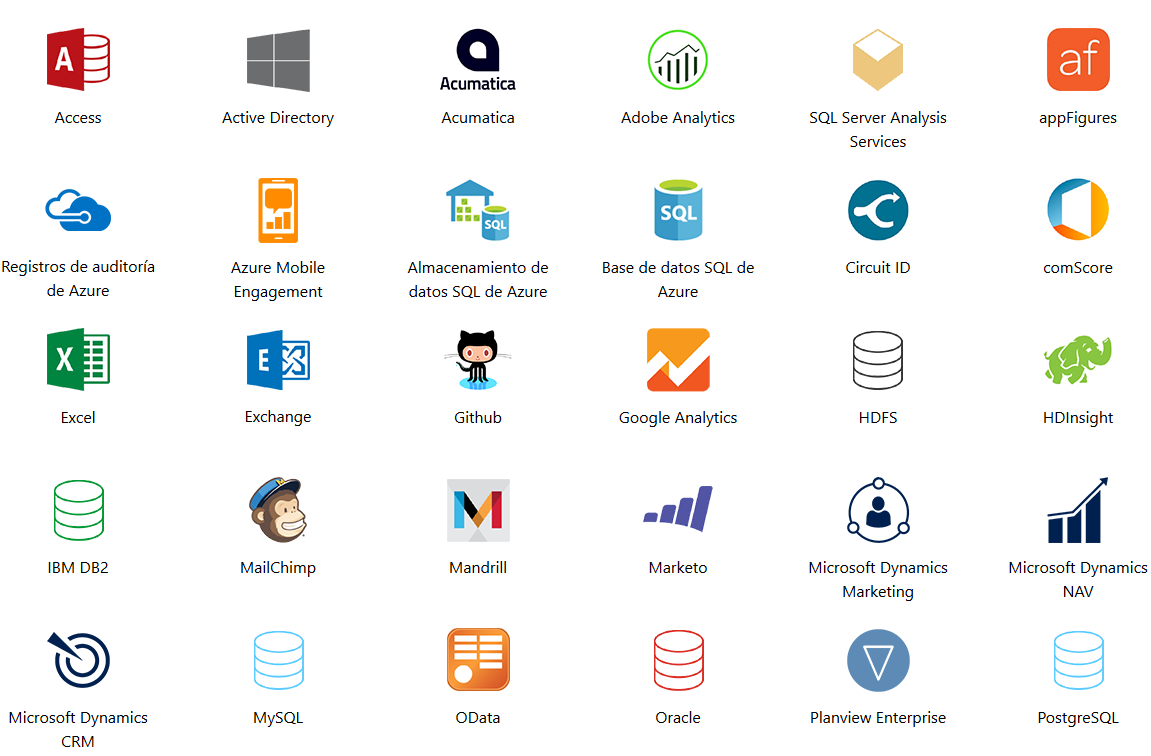 A
Acumatica
af
Access
Active Directory
Acumatica
Adobe Analytics
SQL Server Analysis
Services
appFigures
SQL
SQL
Registros de auditoría
de Azure
Azure Mobile
Engagement
Almacenamiento de
datos SQL de Azure
Base de datos SQL de
Azure
Circuit ID
comScore
X
E
Excel
Exchange
Github
Google Analytics
HDFS
HDInsight
M
IBM DB2
MailChimp
Mandrill
Marketo
Microsoft Dynamics
Marketing
Microsoft Dynamics
NAV
Microsoft Dynamics
CRM
MySQL
OData
Oracle
Planview Enterprise
PostgreSQL